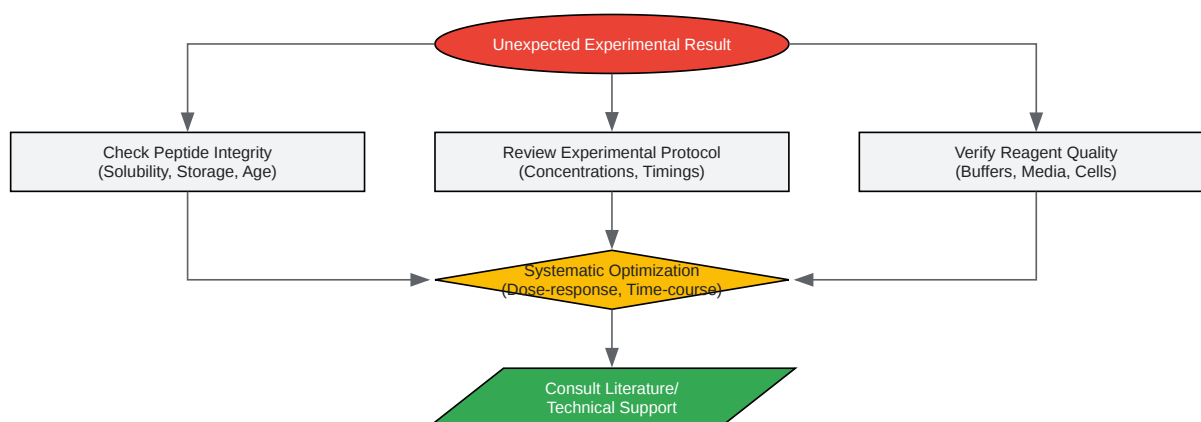 Unexpected Experimental Result
Check Peptide Integrity
(Solubility, Storage, Age)
Review Experimental Protocol
(Concentrations, Timings)
Verify Reagent Quality
(Buffers, Media, Cells)
Systematic Optimization
(Dose-response, Time-course)
Consult Literature/
Technical Support